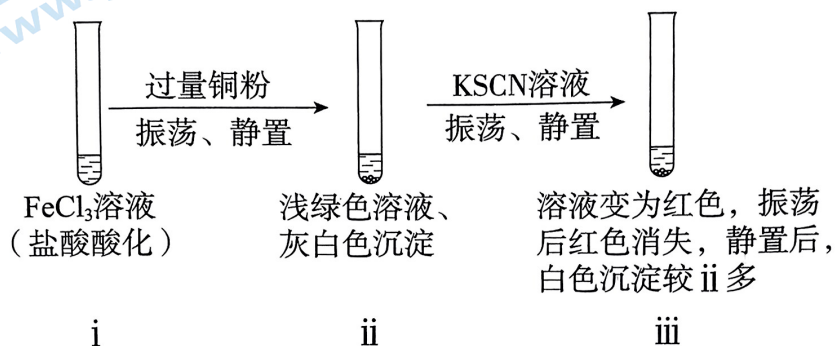 过量铜粉
振荡、静置
KSCN溶液
振荡、静置
FeCl₃溶液
（盐酸酸化）
浅绿色溶液、
灰白色沉淀
溶液变为红色，振荡
后红色消失，静置后，
白色沉淀较ⅱ多
ⅰ
ⅱ
ⅲ